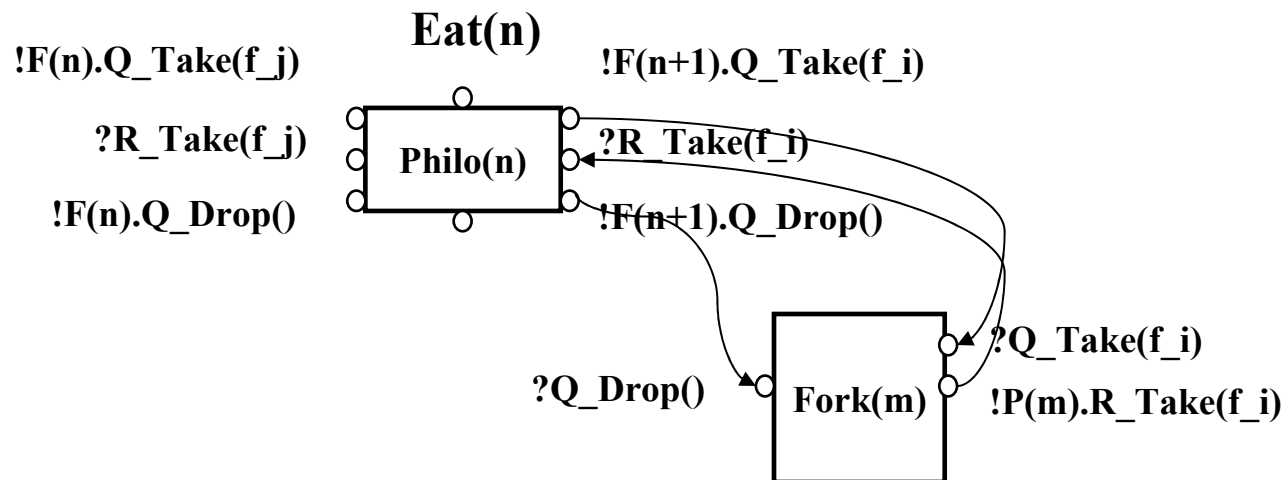 Eat(n)
!F(n).Q_Take(f_j)
!F(n+1).Q_Take(f_i)
?R_Take(f_j)
Philo(n)
?R_Take(f_i)
!F(n).Q_Drop()
!F(n+1).Q_Drop()
?Q_Take(f_i)
?Q_Drop()
Fork(m)
!P(m).R_Take(f_i)